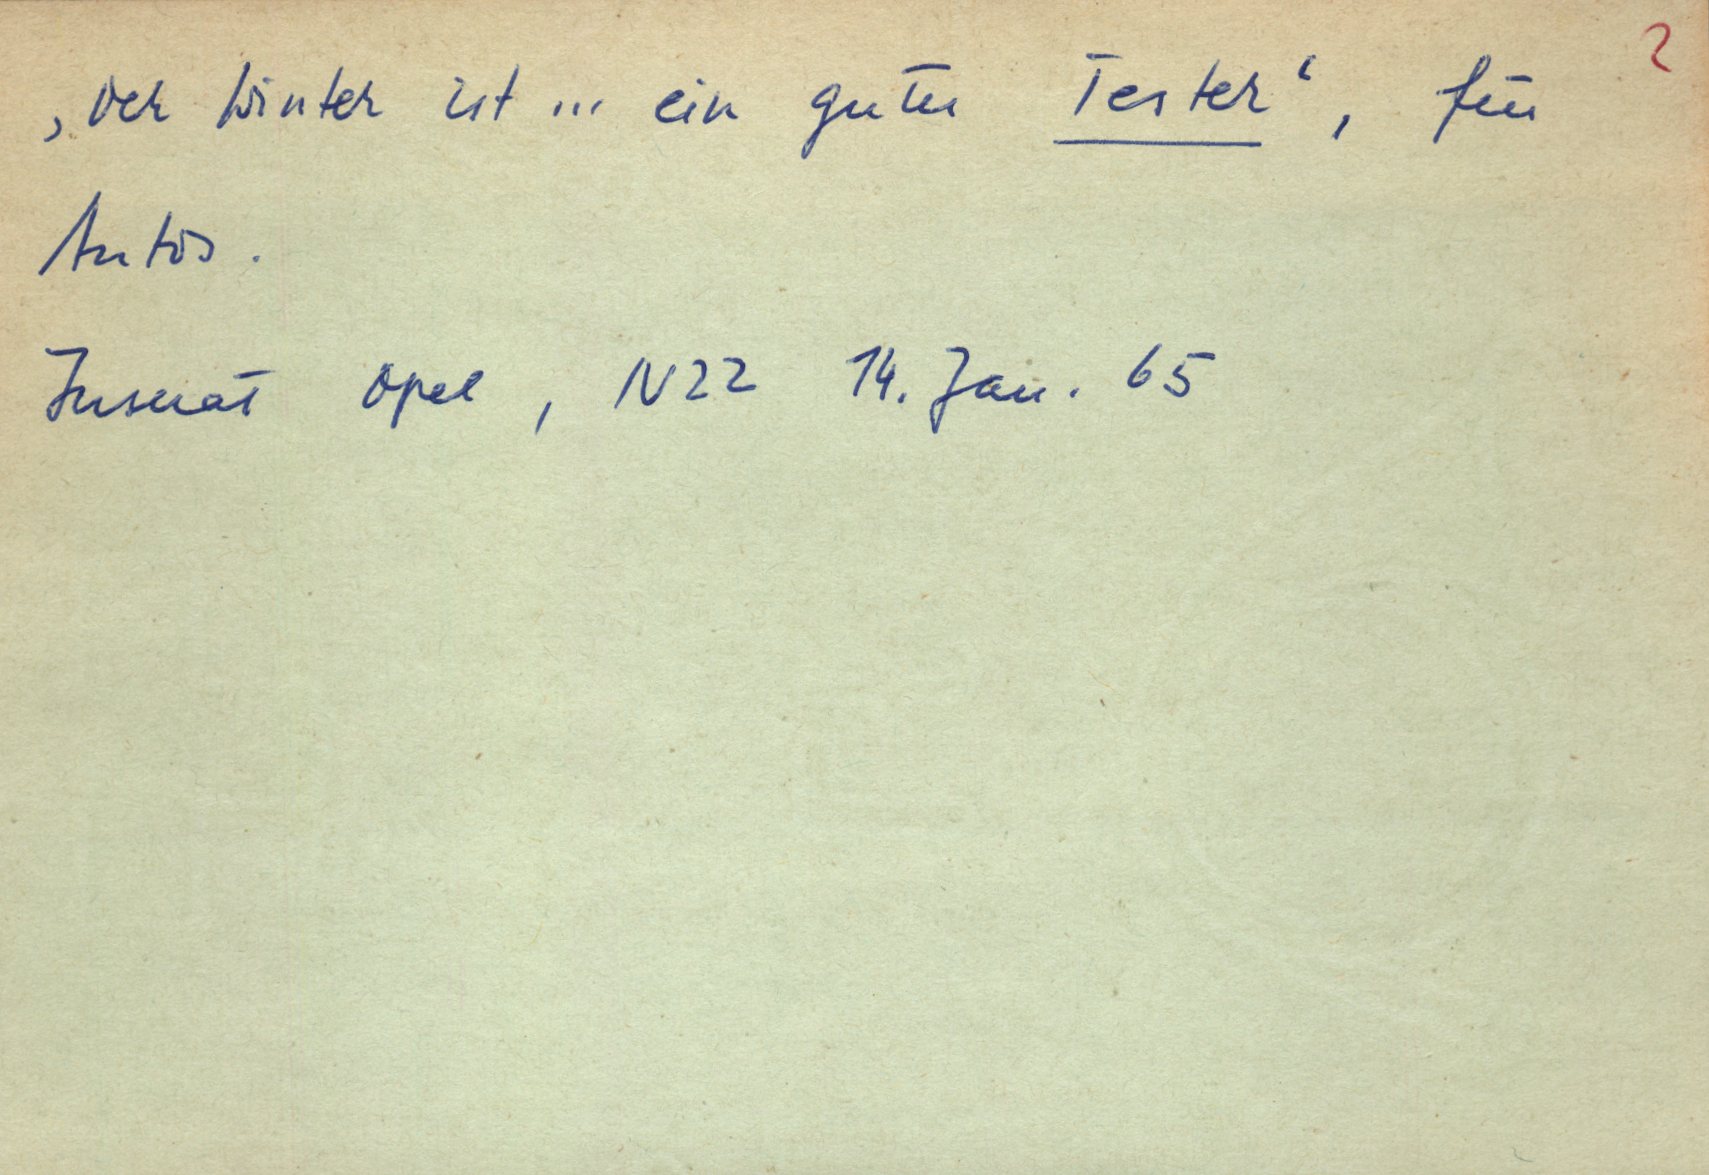 2
‚Der Winter ist ... ein guter Tester‘, für
Autos.
Inserat Opel, NZZ 14. Jan. 65